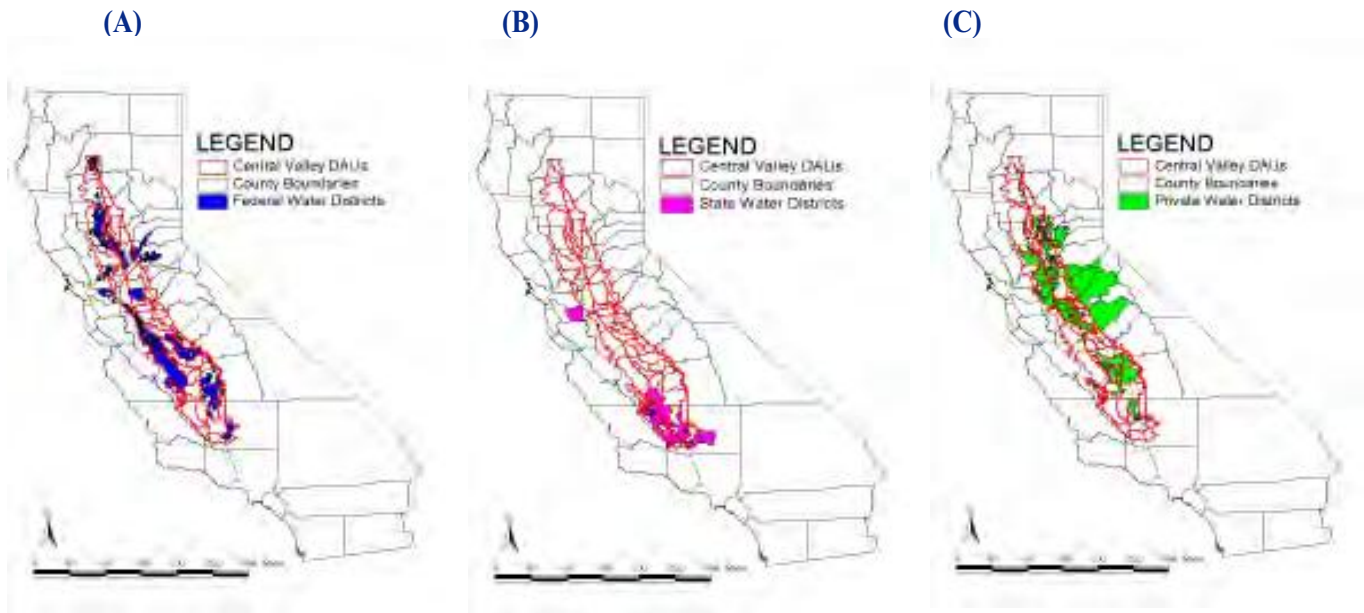 (A)
(B)
(C)
LEGEND
Central Valley DAUs
County Boundaries
Federal Water Districts
LEGEND
Central Valley DAUs
County Boundaries
State Water Districts
LEGEND
Central Valley DAUs
County Boundaries
Private Water Districts